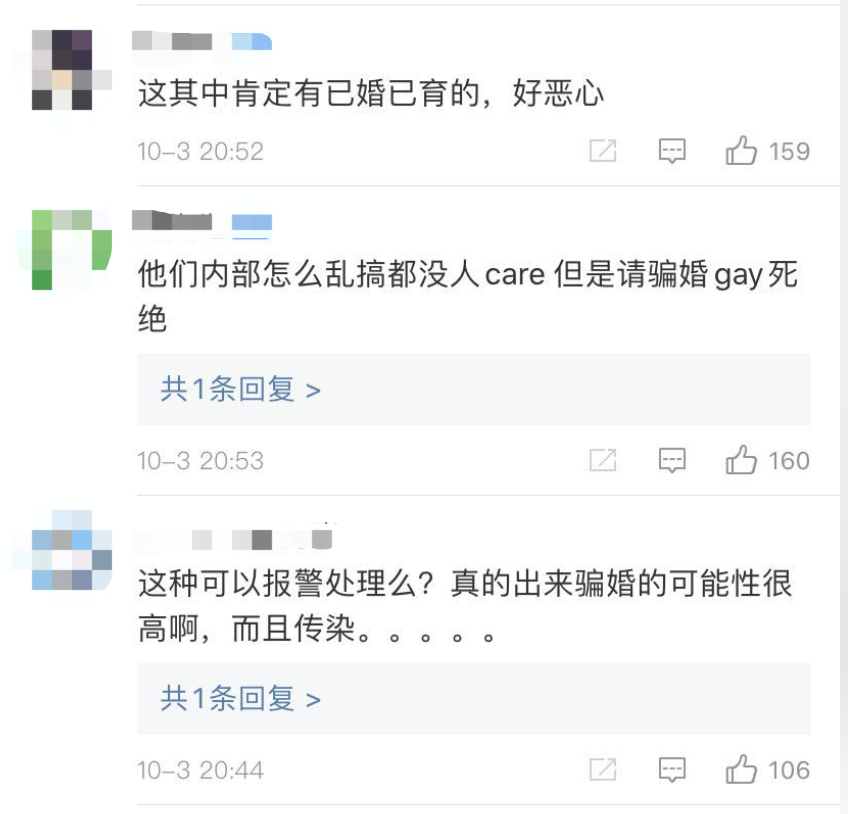 这其中肯定有已婚已育的，好恶心
10-3 20:52
159
他们内部怎么乱搞都没人care 但是请骗婚gay死
绝
共1条回复 >
10-3 20:53
160
这种可以报警处理么？真的出来骗婚的可能性很
高啊，而且传染。。。。。
共1条回复 >
10-3 20:44
106